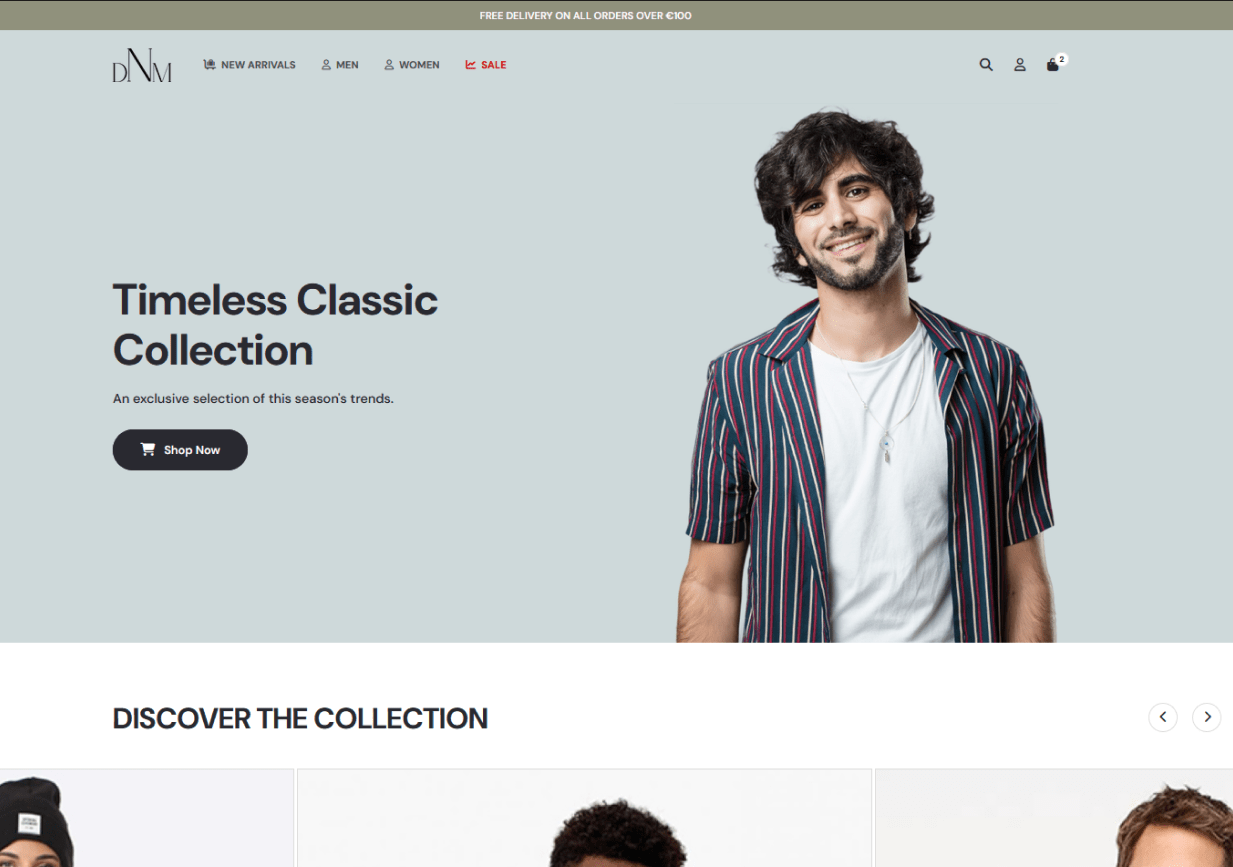 FREE DELIVERY ON ALL ORDERS OVER €100
DNM
NEW ARRIVALS
MEN
WOMEN
SALE
2
Timeless Classic
Collection
An exclusive selection of this season's trends.
Shop Now
DISCOVER THE COLLECTION